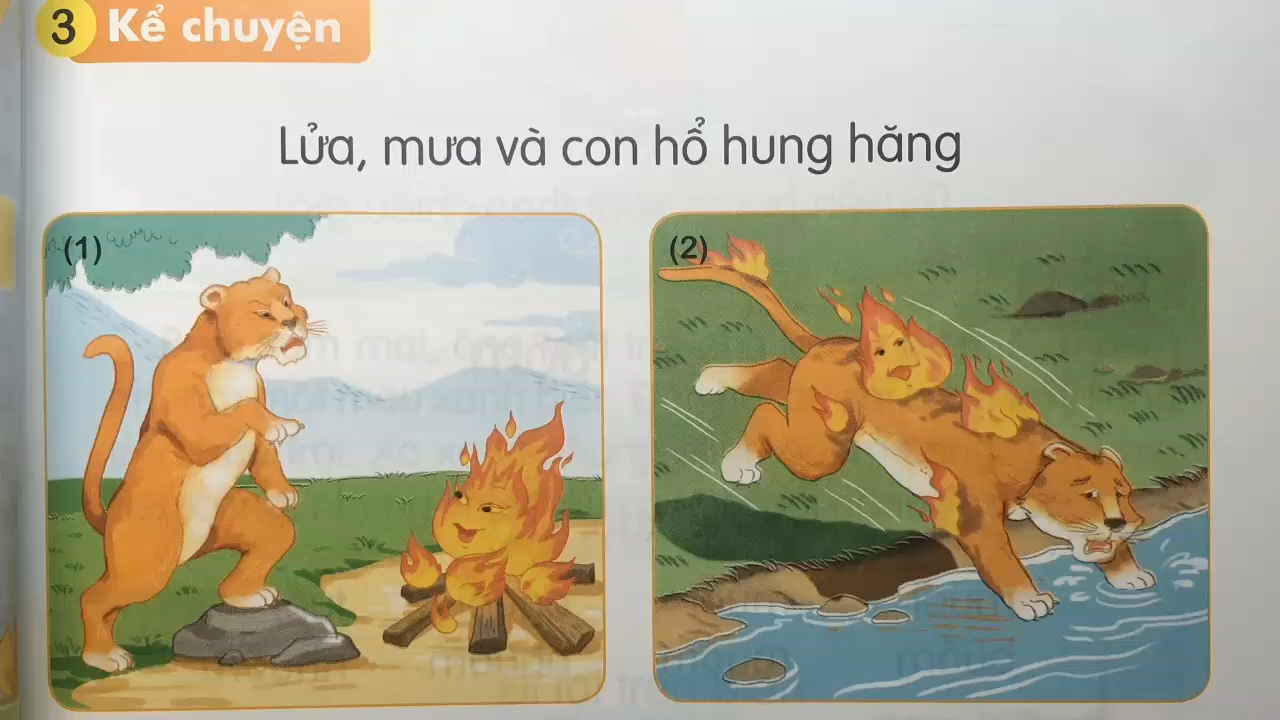 3 Kể chuyện
Lửa, mưa và con hổ hung hăng
(1)
(2)